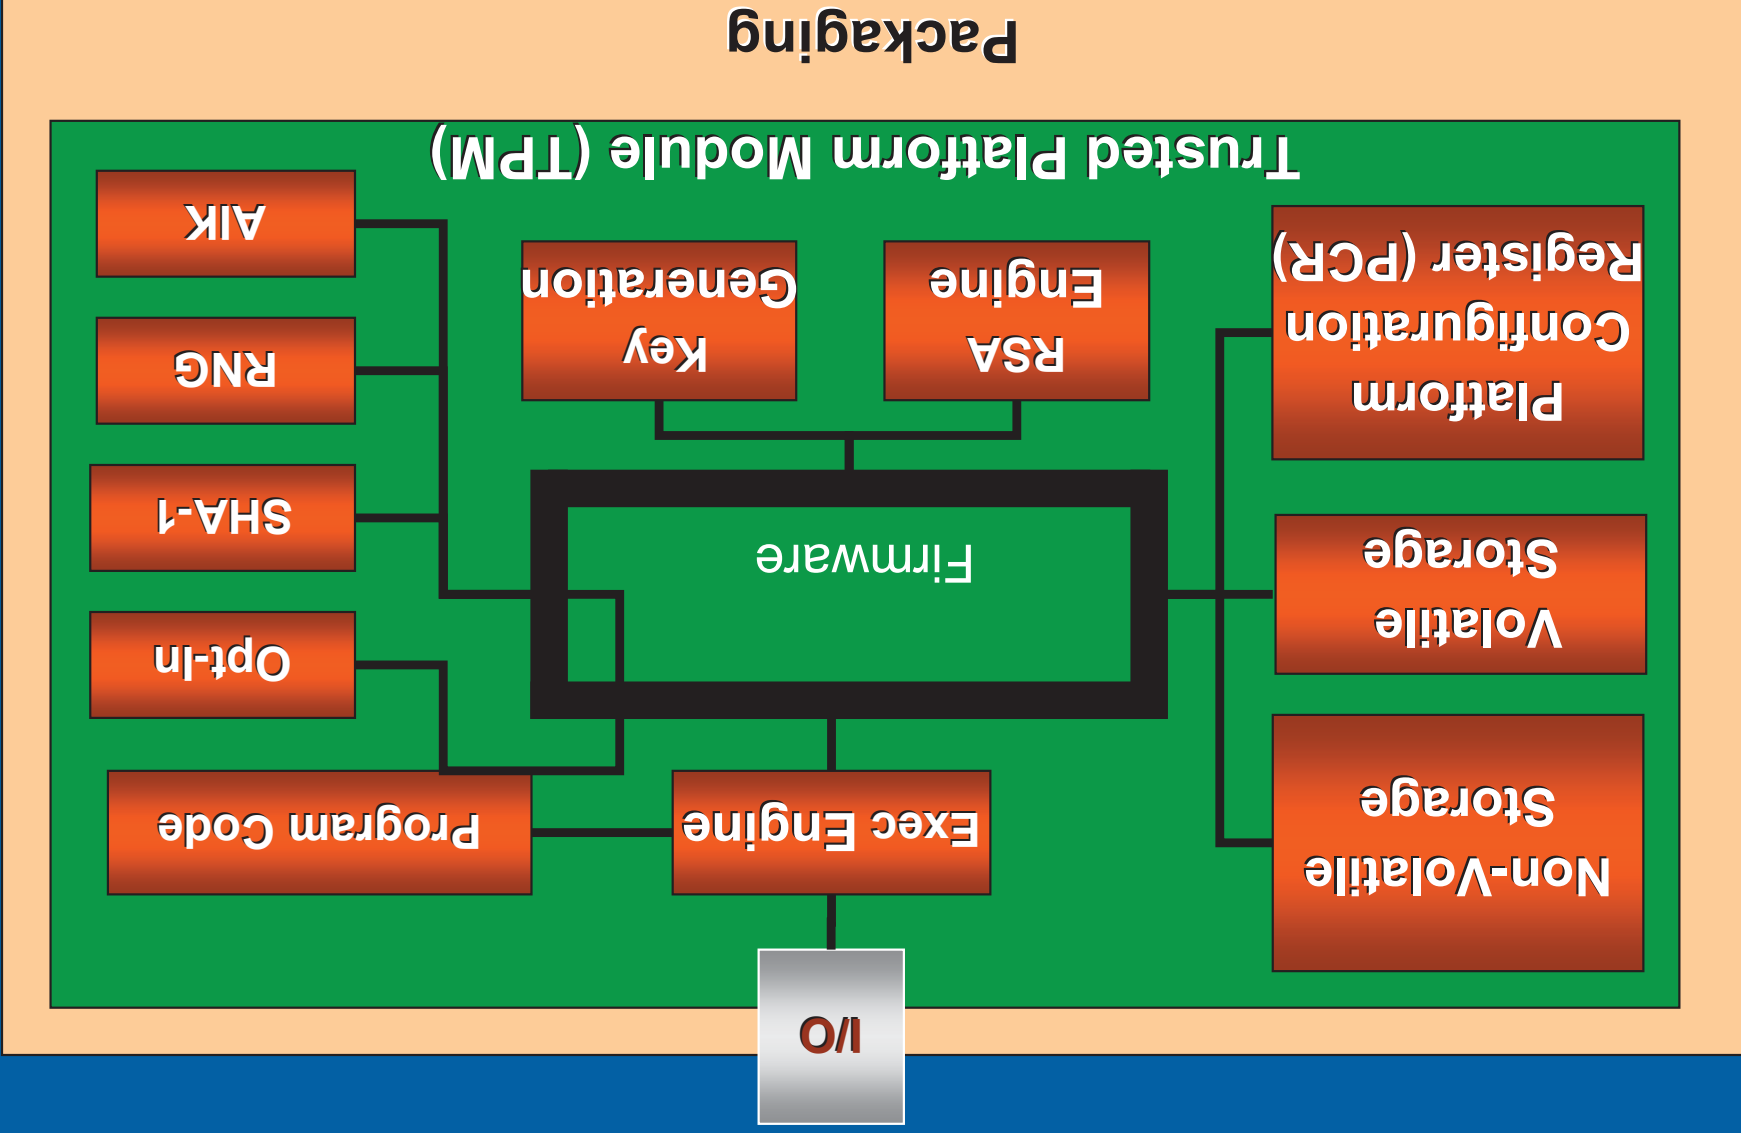 I/O
Non-Volatile
Storage
Exec Engine
Program Code
Volatile
Storage
Firmware
Opt-In
SHA-1
Platform
Configuration
Register (PCR)
RSA
Engine
Key
Generation
RNG
AIK
Trusted Platform Module (TPM)
Packaging